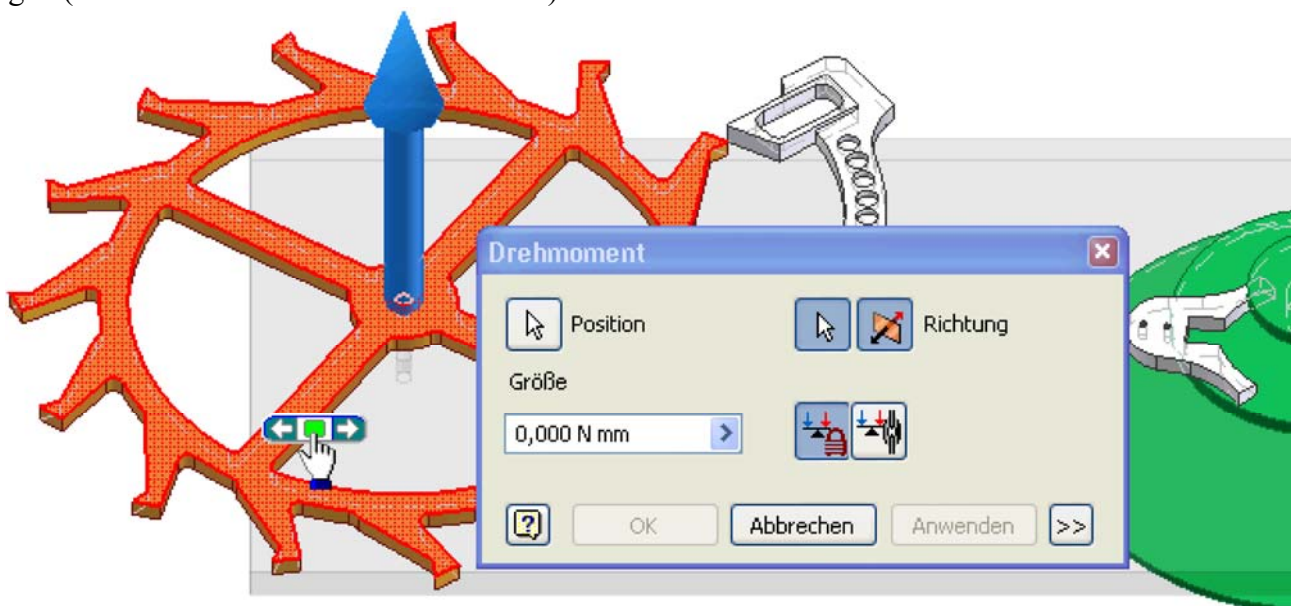 Drehmoment
Position
Richtung
Größe
0,000 N mm
OK
Abbrechen
Anwenden
>>